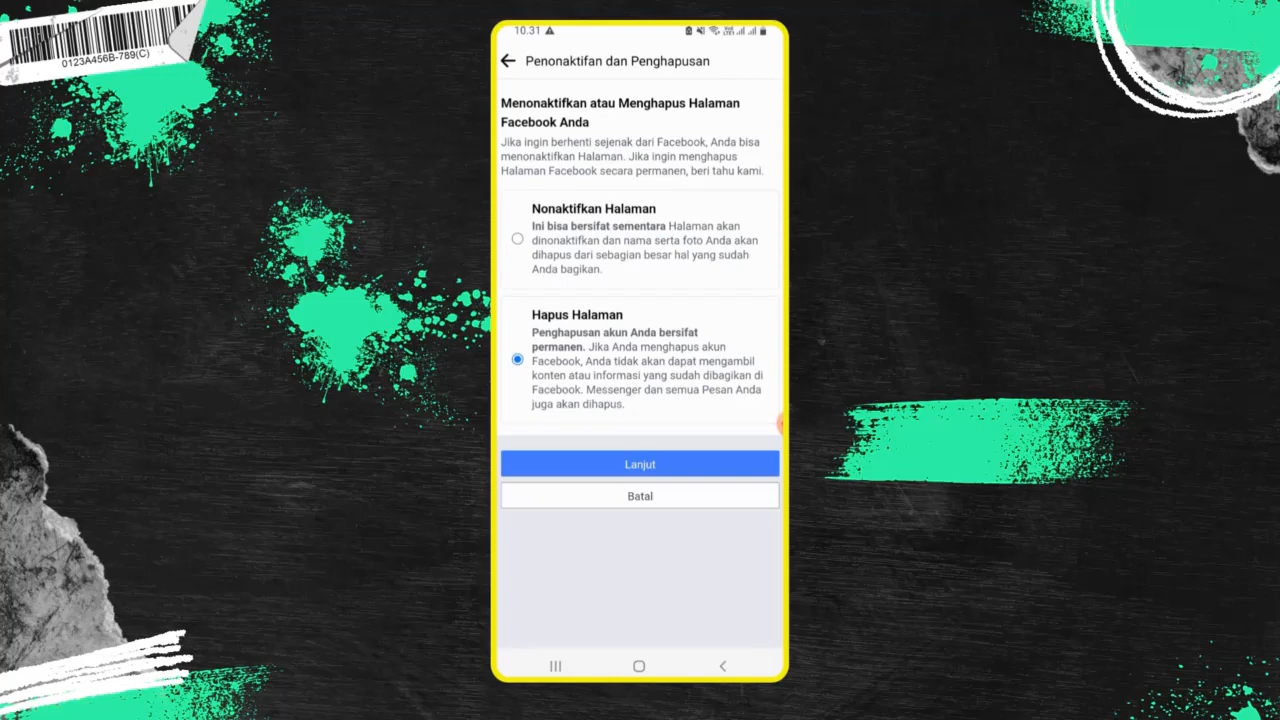 0123A456B-789(C)
10.31
Penonaktifan dan Penghapusan
Menonaktifkan atau Menghapus Halaman
Facebook Anda
Jika ingin berhenti sejenak dari Facebook, Anda bisa
menonaktifkan Halaman. Jika ingin menghapus
Halaman Facebook secara permanen, beri tahu kami.
Nonaktifkan Halaman
Ini bisa bersifat sementara Halaman akan
dinonaktifkan dan nama serta foto Anda akan
dihapus dari sebagian besar hal yang sudah
Anda bagikan.
Hapus Halaman
Penghapusan akun Anda bersifat
permanen. Jika Anda menghapus akun
Facebook, Anda tidak akan dapat mengambil
konten atau informasi yang sudah dibagikan di
Facebook. Messenger dan semua Pesan Anda
juga akan dihapus.
Lanjut
Batal